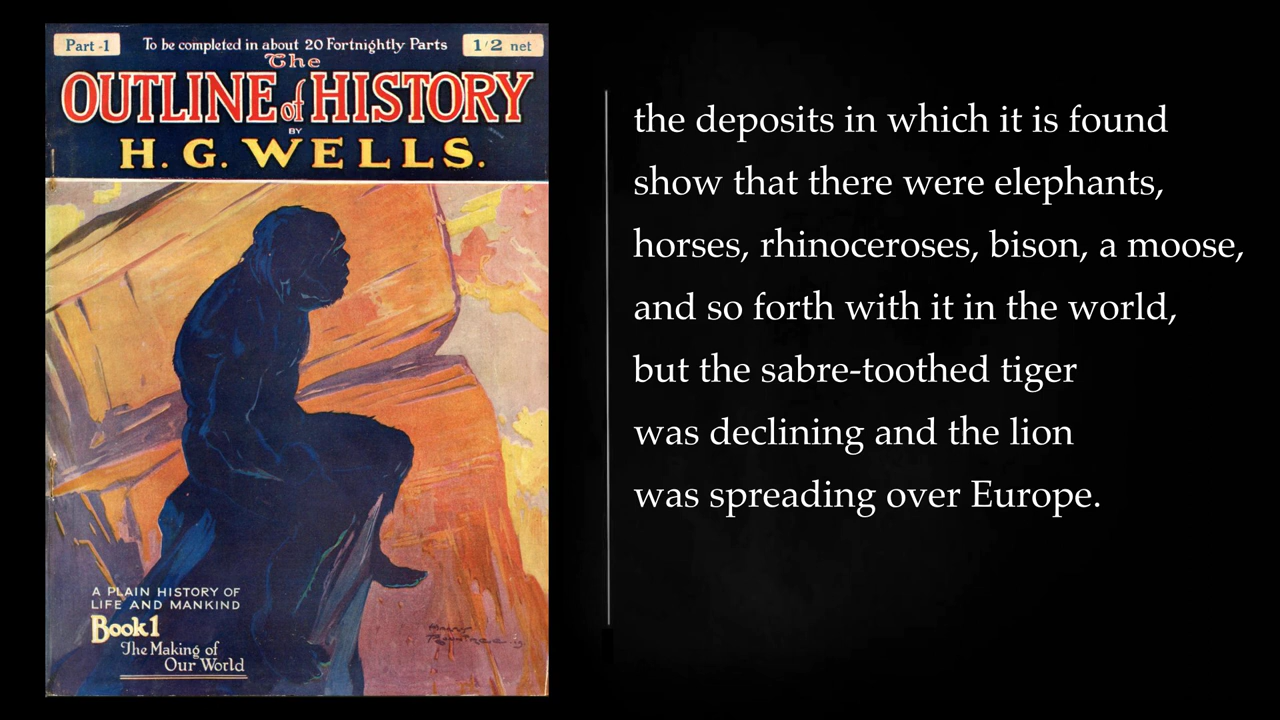 Part -1
To be completed in about 20 Fortnightly Parts
1/2 net
The
OUTLINE of HISTORY
BY
H. G. WELLS.
A PLAIN HISTORY OF
LIFE AND MANKIND
Book 1
The Making of
Our World
the deposits in which it is found
show that there were elephants,
horses, rhinoceroses, bison, a moose,
and so forth with it in the world,
but the sabre-toothed tiger
was declining and the lion
was spreading over Europe.